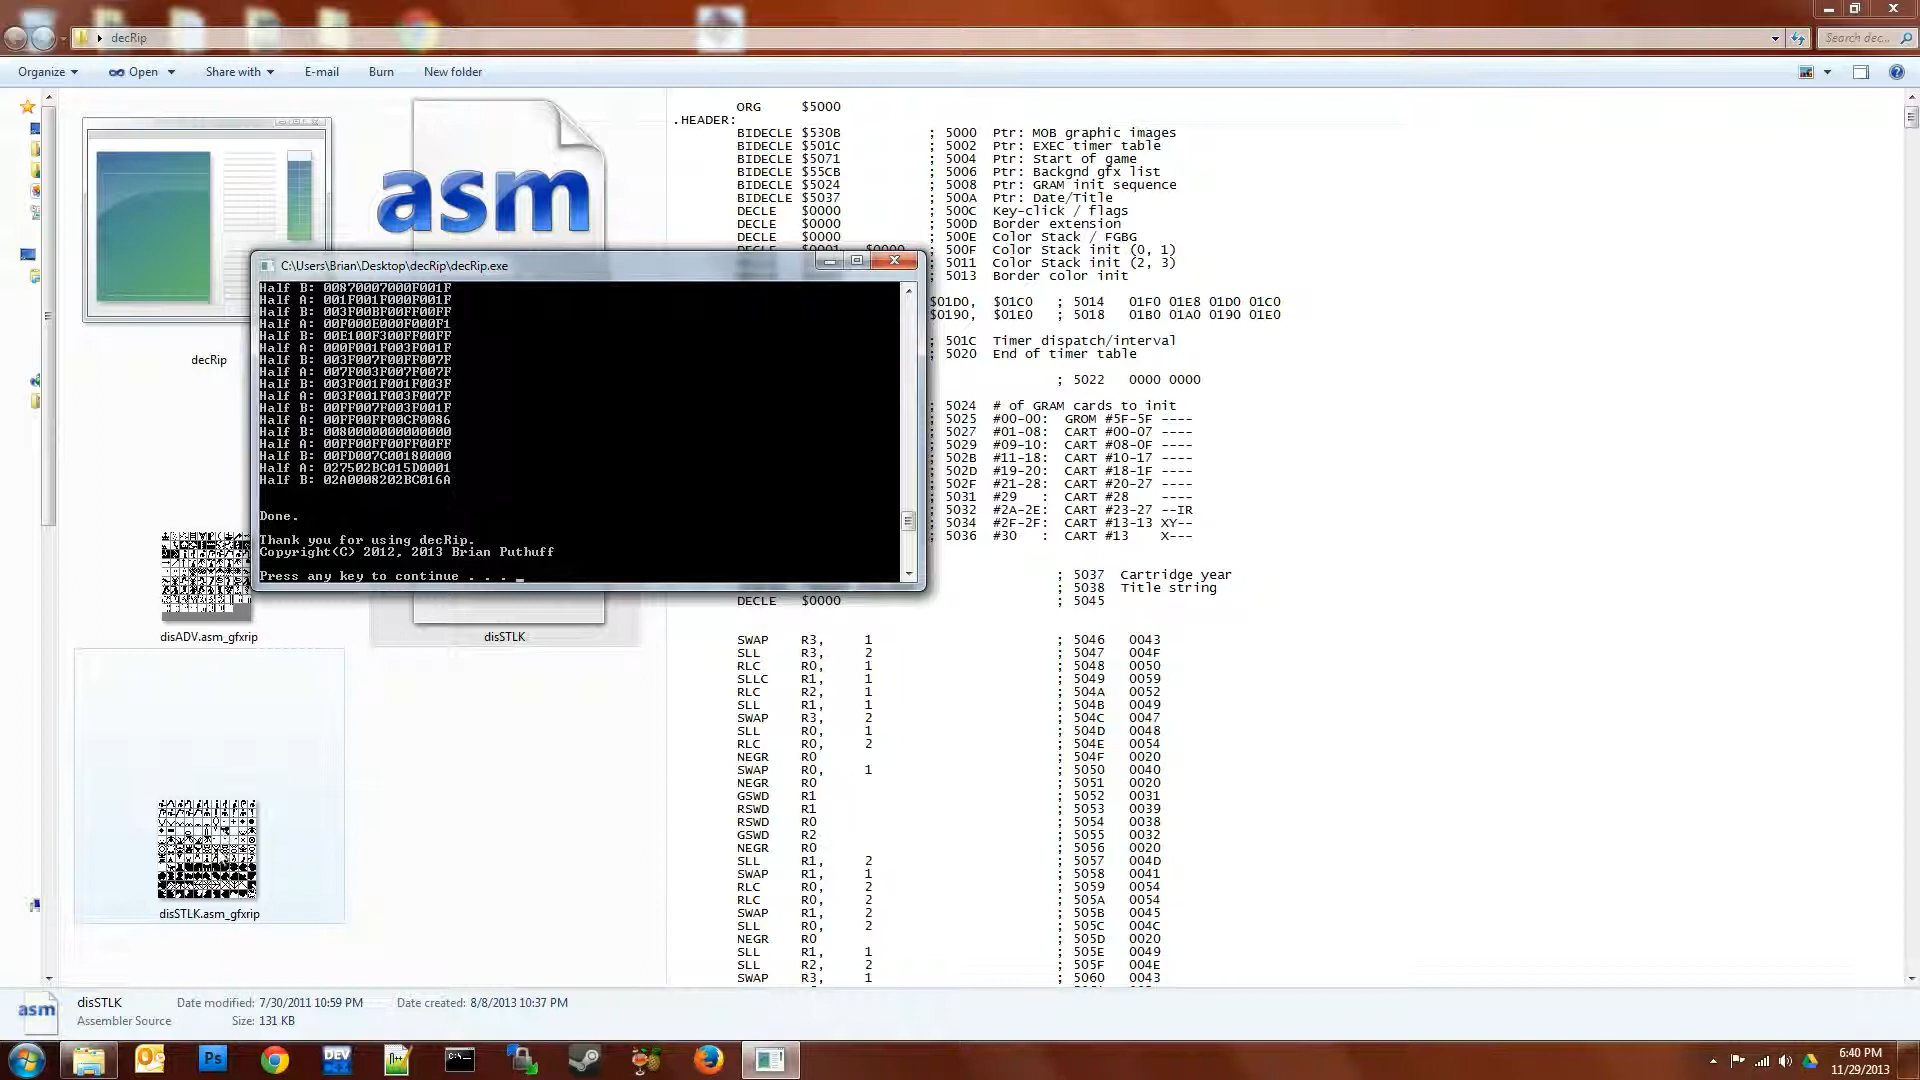 decRip
Search dec...
Organize
Open
Share with
E-mail
Burn
New folder
asm
decRip
disADV.asm_gfxrip
disSTLK
disSTLK.asm_gfxrip
C:\Users\Brian\Desktop\decRip\decRip.exe
Half B: 00870007000F001F
Half A: 001F001F000F001F
Half B: 003F00BF00FF00FF
Half A: 00F000E000F000F1
Half B: 00E100F300FF00FF
Half A: 000F001F003F001F
Half B: 003F007F00FF007F
Half A: 007F003F007F007F
Half B: 003F001F001F003F
Half A: 003F001F003F007F
Half B: 00FF007F003F001F
Half A: 00FF00FF00CF0086
Half B: 0080000000000000
Half A: 00FF00FF00FF00FF
Half B: 00FD007C00180000
Half A: 027502BC015D0001
Half B: 02A0008202BC016A
Done.
Thank you for using decRip.
Copyright(C) 2012, 2013 Brian Puthuff
Press any key to continue . . . _
ORG $5000
.HEADER:
BIDECLE $530B ; 5000 Ptr: MOB graphic images
BIDECLE $501C ; 5002 Ptr: EXEC timer table
BIDECLE $5071 ; 5004 Ptr: Start of game
BIDECLE $55CB ; 5006 Ptr: Backgnd gfx list
BIDECLE $5024 ; 5008 Ptr: GRAM init sequence
BIDECLE $5037 ; 500A Ptr: Date/Title
DECLE $0000 ; 500C Key-click / flags
DECLE $0000 ; 500D Border extension
DECLE $0000 ; 500E Color Stack / FGBG
DECLE $0001 $0000 ; 500F Color Stack init (0, 1)
; 5011 Color Stack init (2, 3)
; 5013 Border color init
$01D0, $01C0 ; 5014 01F0 01E8 01D0 01C0
$0190, $01E0 ; 5018 01B0 01A0 0190 01E0
; 501C Timer dispatch/interval
; 5020 End of timer table
; 5022 0000 0000
; 5024 # of GRAM cards to init
; 5025 #00-00: GROM #5F-5F ----
; 5027 #01-08: CART #00-07 ----
; 5029 #09-10: CART #08-0F ----
; 502B #11-18: CART #10-17 ----
; 502D #19-20: CART #18-1F ----
; 502F #21-28: CART #20-27 ----
; 5031 #29 : CART #28 ----
; 5032 #2A-2E: CART #23-27 --IR
; 5034 #2F-2F: CART #13-13 XY--
; 5036 #30 : CART #13 X---
; 5037 Cartridge year
; 5038 Title string
DECLE $0000 ; 5045
SWAP R3, 1 ; 5046 0043
SLL R3, 2 ; 5047 004F
RLC R0, 1 ; 5048 0050
SLLC R1, 1 ; 5049 0059
RLC R2, 1 ; 504A 0052
SLL R1, 1 ; 504B 0049
SWAP R3, 2 ; 504C 0047
SLL R0, 1 ; 504D 0048
RLC R0, 2 ; 504E 0054
NEGR R0 ; 504F 0020
SWAP R0, 1 ; 5050 0040
NEGR R0 ; 5051 0020
GSWD R1 ; 5052 0031
RSWD R1 ; 5053 0039
RSWD R0 ; 5054 0038
GSWD R2 ; 5055 0032
NEGR R0 ; 5056 0020
SLL R1, 2 ; 5057 004D
SWAP R1, 1 ; 5058 0041
RLC R0, 2 ; 5059 0054
RLC R0, 2 ; 505A 0054
SWAP R1, 2 ; 505B 0045
SLL R0, 2 ; 505C 004C
NEGR R0 ; 505D 0020
SLL R1, 1 ; 505E 0049
SLL R2, 2 ; 505F 004E
SWAP R3, 1 ; 5060 0043
asm
disSTLK
Date modified: 7/30/2011 10:59 PM
Date created: 8/8/2013 10:37 PM
Assembler Source
Size: 131 KB
Ps
DEV
C:\_
6:40 PM
11/29/2013